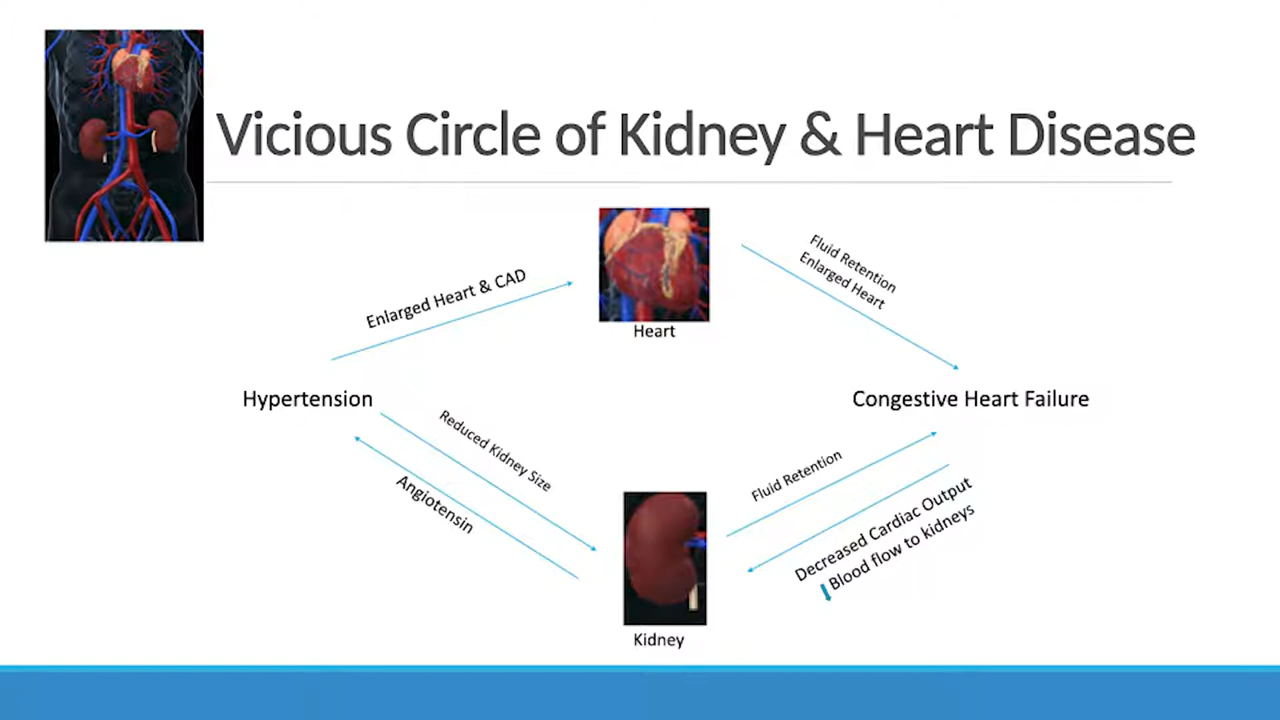 Vicious Circle of Kidney & Heart Disease
Enlarged Heart & CAD
Heart
Fluid Retention
Enlarged Heart
Hypertension
Congestive Heart Failure
Reduced Kidney Size
Angiotensin
Fluid Retention
Decreased Cardiac Output
Blood flow to kidneys
Kidney